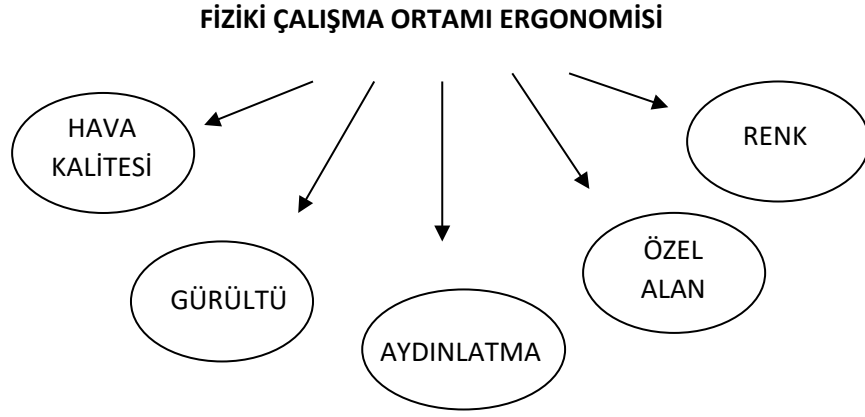 FİZİKİ ÇALIŞMA ORTAMI ERGONOMİSİ
HAVA
KALİTESİ
GÜRÜLTÜ
AYDINLATMA
ÖZEL
ALAN
RENK